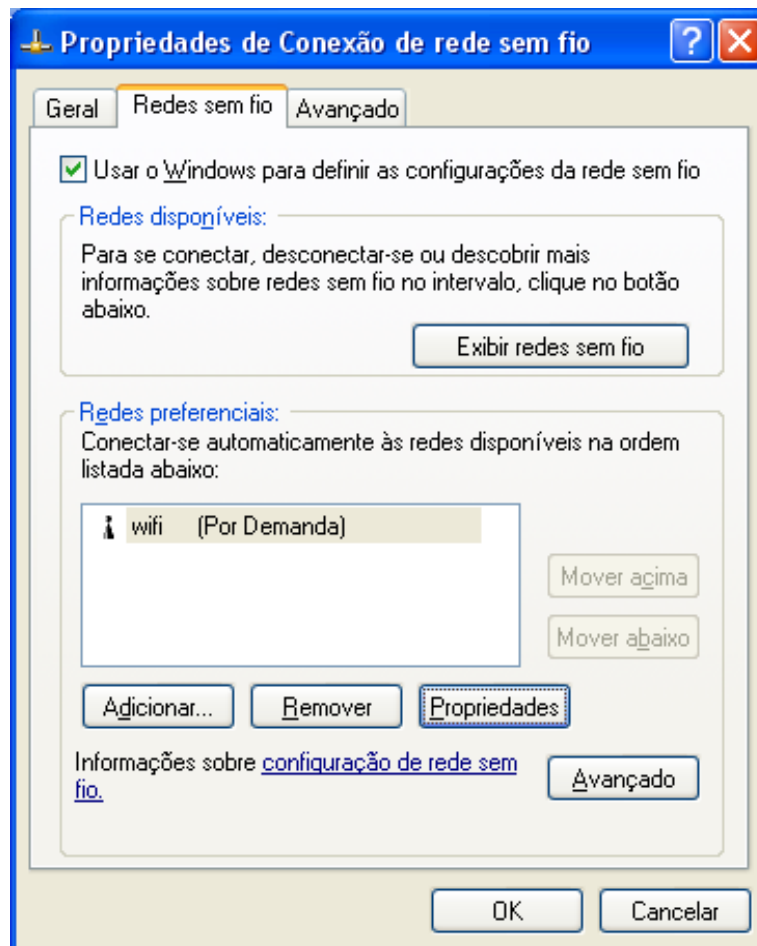 Propriedades de Conexão de rede sem fio
Geral
Redes sem fio
Avançado
Usar o Windows para definir as configurações da rede sem fio
Redes disponíveis:
Para se conectar, desconectar-se ou descobrir mais
informações sobre redes sem fio no intervalo, clique no botão
abaixo.
Exibir redes sem fio
Redes preferenciais:
Conectar-se automaticamente às redes disponíveis na ordem
listada abaixo:
wifi (Por Demanda)
Mover acima
Mover abaixo
Adicionar...
Remover
Propriedades
Informações sobre configuração de rede sem
fio.
Avançado
OK
Cancelar